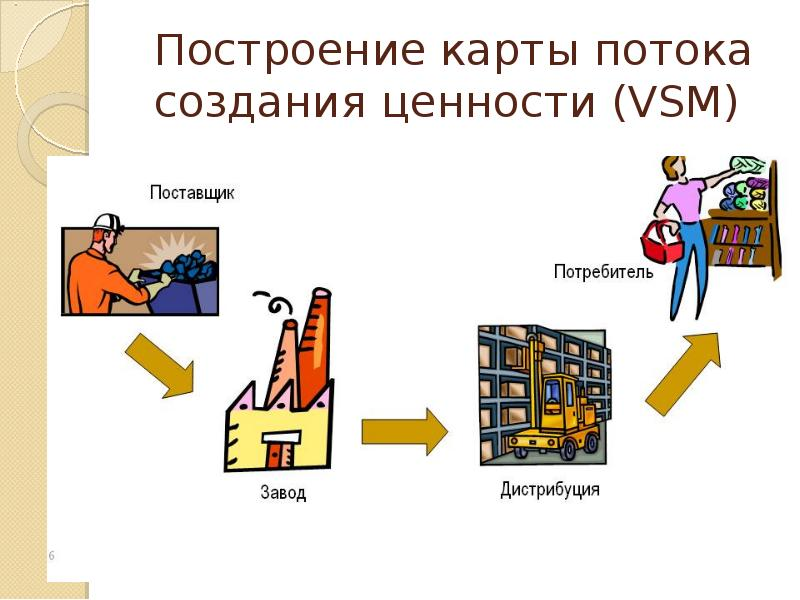 Построение карты потока
создания ценности (VSM)
Поставщик
Потребитель
Завод
Дистрибуция
6